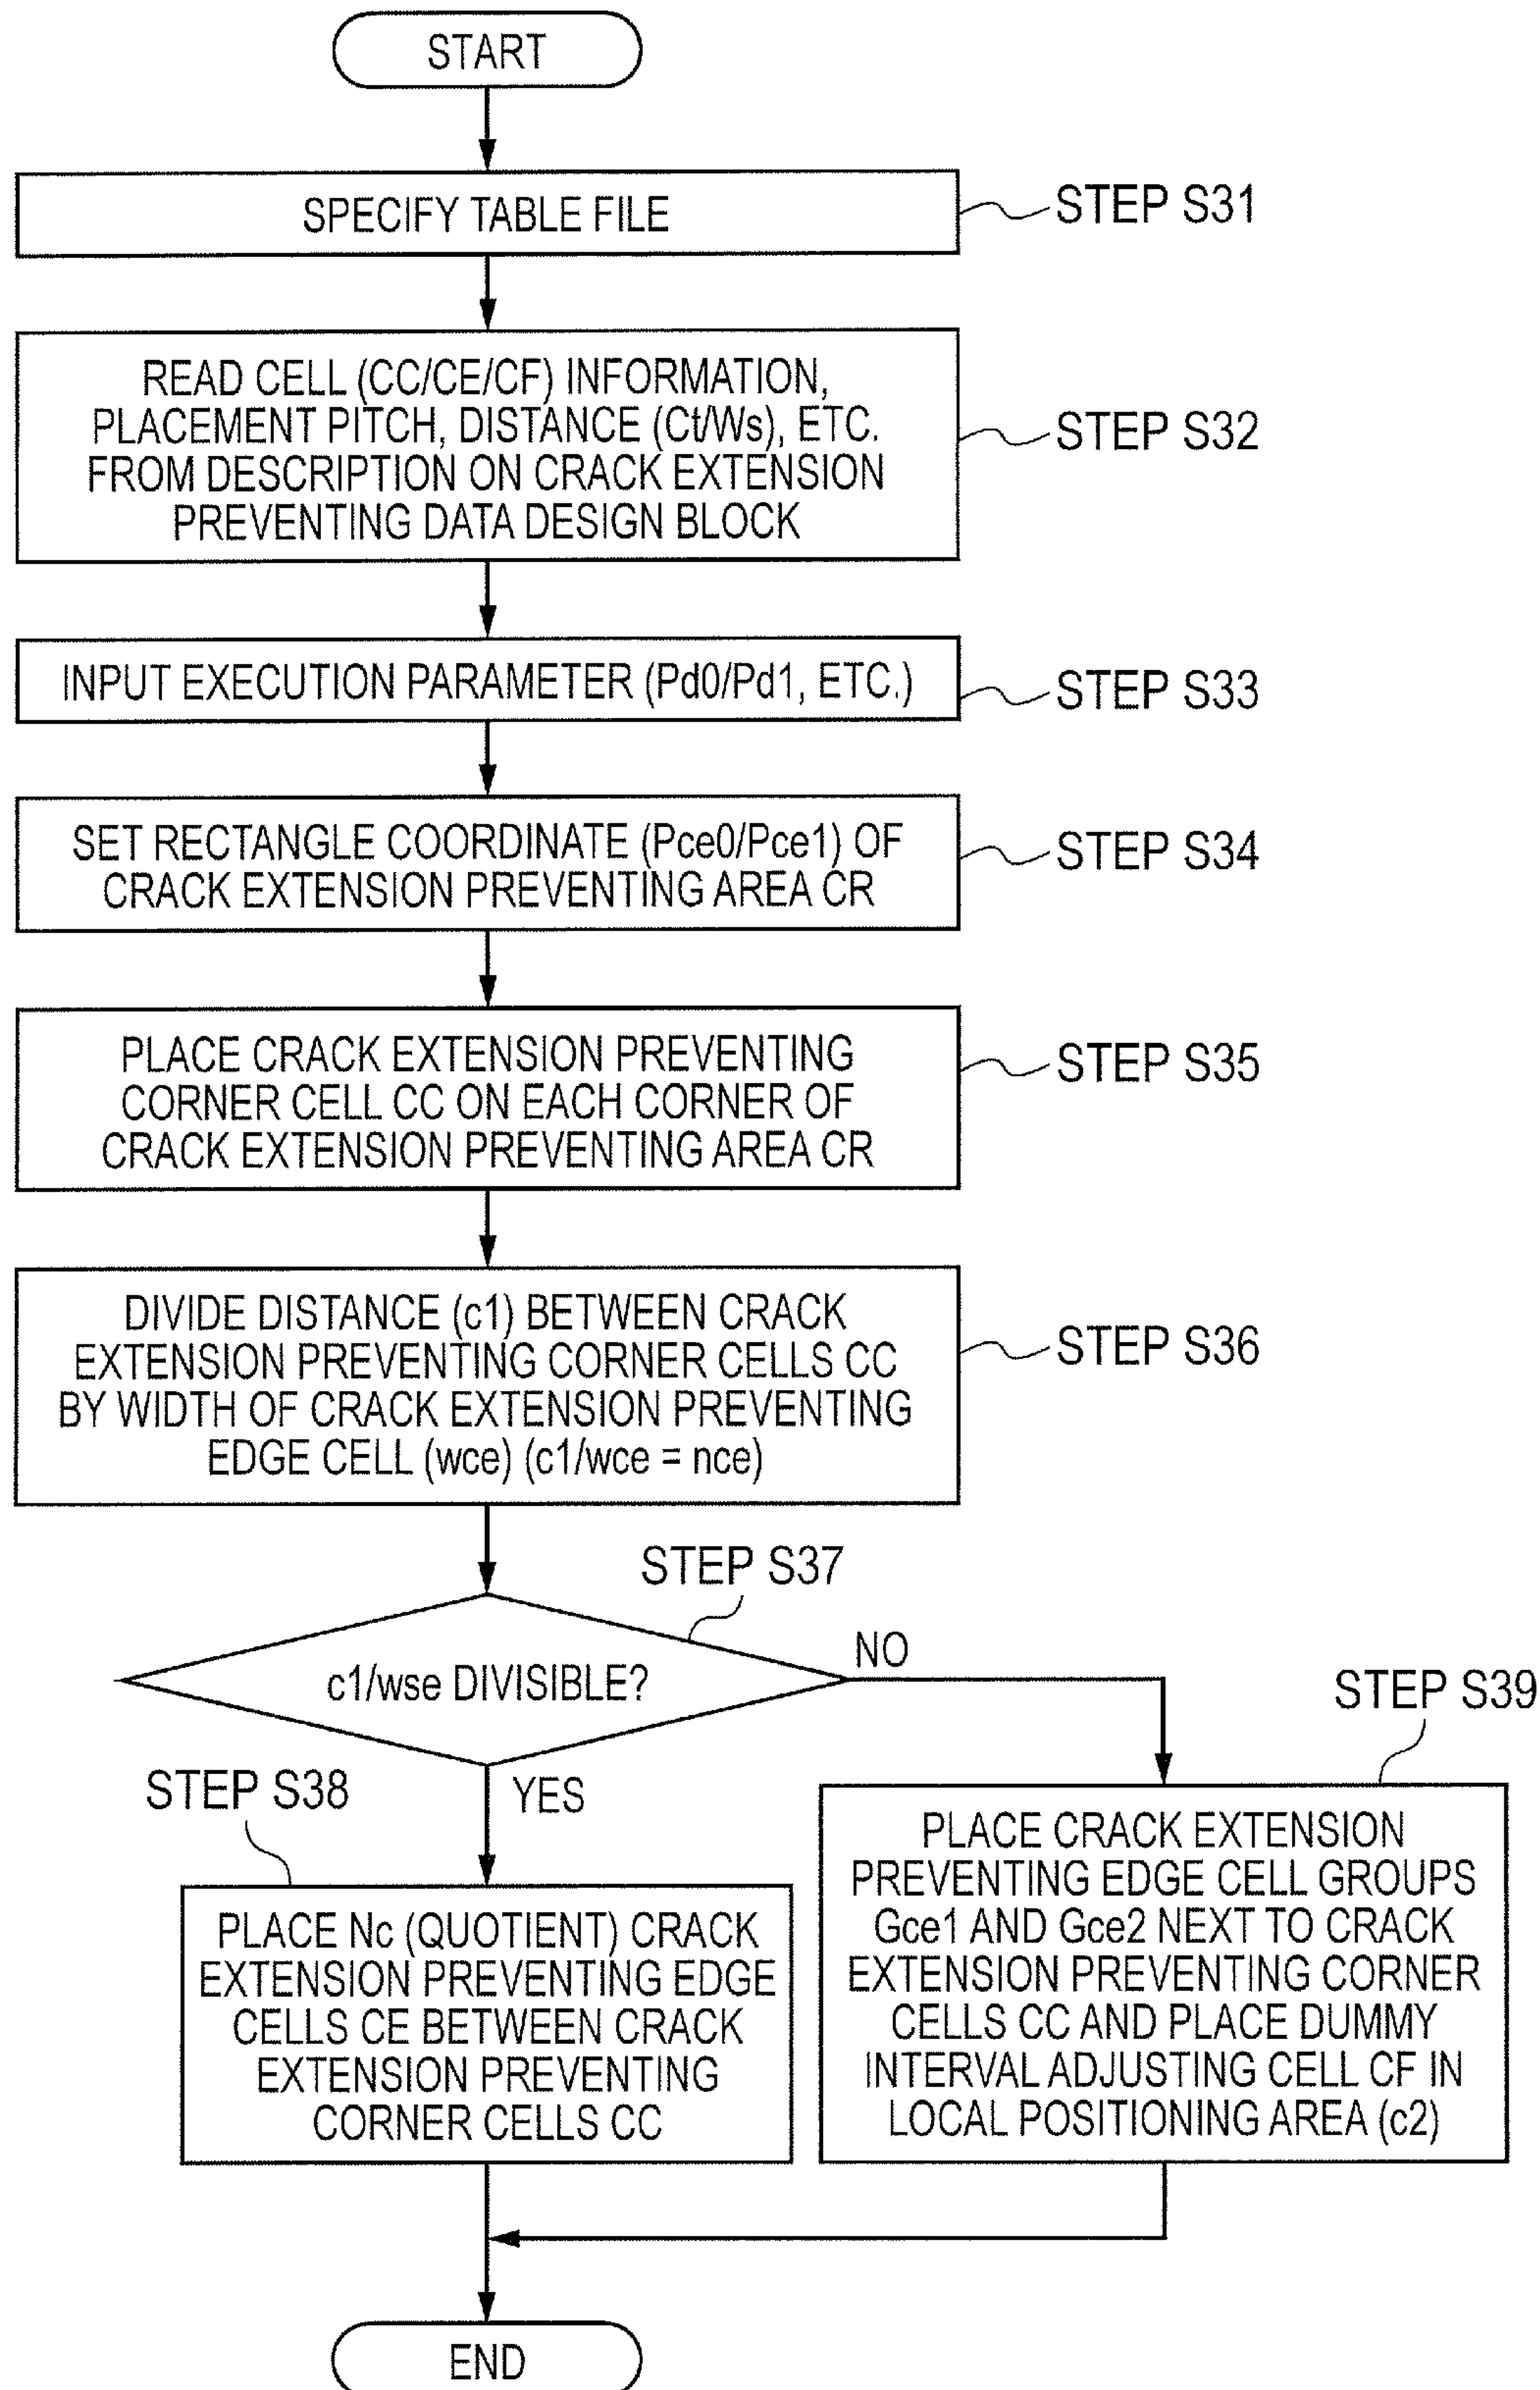 START
SPECIFY TABLE FILE
STEP S31
READ CELL (CC/CE/CF) INFORMATION,
PLACEMENT PITCH, DISTANCE (Ct/Ws), ETC.
FROM DESCRIPTION ON CRACK EXTENSION
PREVENTING DATA DESIGN BLOCK
STEP S32
INPUT EXECUTION PARAMETER (Pd0/Pd1, ETC.)
STEP S33
SET RECTANGLE COORDINATE (Pce0/Pce1) OF
CRACK EXTENSION PREVENTING AREA CR
STEP S34
PLACE CRACK EXTENSION PREVENTING
CORNER CELL CC ON EACH CORNER OF
CRACK EXTENSION PREVENTING AREA CR
STEP S35
DIVIDE DISTANCE (c1) BETWEEN CRACK
EXTENSION PREVENTING CORNER CELLS CC
BY WIDTH OF CRACK EXTENSION PREVENTING
EDGE CELL (wce) (c1/wce = nce)
STEP S36
STEP S37
c1/wse DIVISIBLE?
NO
YES
STEP S38
PLACE Nc (QUOTIENT) CRACK
EXTENSION PREVENTING EDGE
CELLS CE BETWEEN CRACK
EXTENSION PREVENTING
CORNER CELLS CC
STEP S39
PLACE CRACK EXTENSION
PREVENTING EDGE CELL GROUPS
Gce1 AND Gce2 NEXT TO CRACK
EXTENSION PREVENTING CORNER
CELLS CC AND PLACE DUMMY
INTERVAL ADJUSTING CELL CF IN
LOCAL POSITIONING AREA (c2)
END